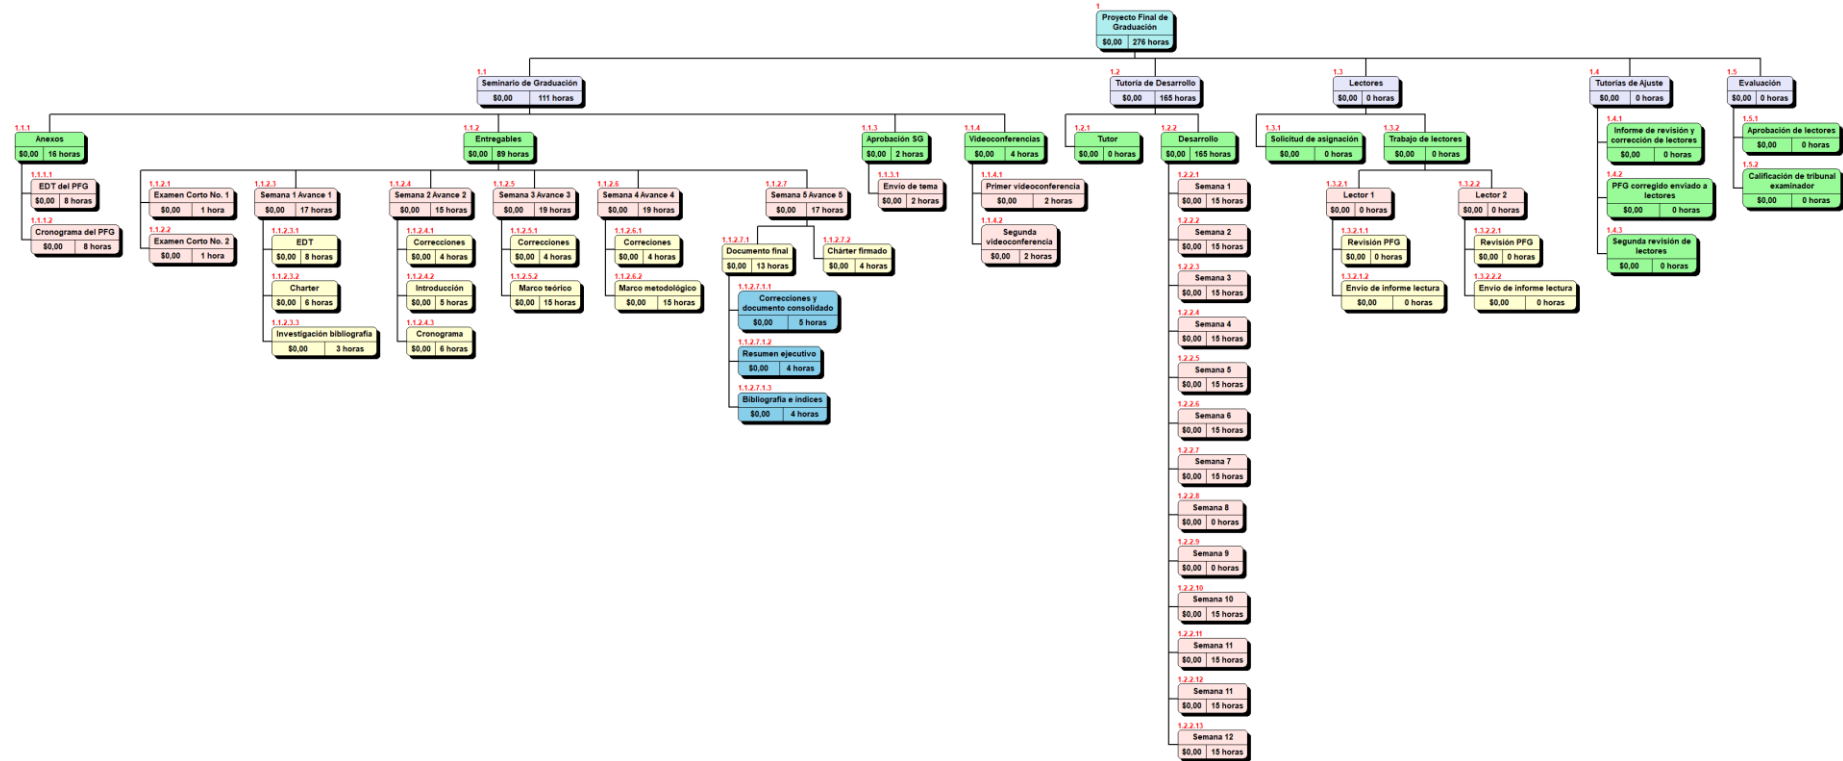 1
Proyecto Final de
Graduación
$0,00 276 horas
1.1
Seminario de Graduación
$0,00 111 horas
1.1.1
Anexos
$0,00 16 horas
1.1.1.1
EDT del PFG
$0,00 8 horas
1.1.1.2
Cronograma del PFG
$0,00 8 horas
1.1.2
Entregables
$0,00 89 horas
1.1.2.1
Examen Corto No. 1
$0,00 1 hora
1.1.2.2
Examen Corto No. 2
$0,00 1 hora
1.1.2.3
Semana 1 Avance 1
$0,00 17 horas
1.1.2.3.1
EDT
$0,00 8 horas
1.1.2.3.2
Charter
$0,00 6 horas
1.1.2.3.3
Investigación bibliografía
$0,00 3 horas
1.1.2.4
Semana 2 Avance 2
$0,00 15 horas
1.1.2.4.1
Correcciones
$0,00 4 horas
1.1.2.4.2
Introducción
$0,00 5 horas
1.1.2.4.3
Cronograma
$0,00 6 horas
1.1.2.5
Semana 3 Avance 3
$0,00 19 horas
1.1.2.5.1
Correcciones
$0,00 4 horas
1.1.2.5.2
Marco teórico
$0,00 15 horas
1.1.2.6
Semana 4 Avance 4
$0,00 19 horas
1.1.2.6.1
Correciones
$0,00 4 horas
1.1.2.6.2
Marco metodológico
$0,00 15 horas
1.1.2.7
Semana 5 Avance 5
$0,00 17 horas
1.1.2.7.1
Documento final
$0,00 13 horas
1.1.2.7.1.1
Correcciones y
documento consolidado
$0,00 5 horas
1.1.2.7.1.2
Resumen ejecutivo
$0,00 4 horas
1.1.2.7.1.3
Bibliografía e indices
$0,00 4 horas
1.1.2.7.2
Chárter firmado
$0,00 4 horas
1.1.3
Aprobación SG
$0,00 2 horas
1.1.3.1
Envío de tema
$0,00 2 horas
1.1.4
Videoconferencias
$0,00 4 horas
1.1.4.1
Primer videoconferencia
$0,00 2 horas
1.1.4.2
Segunda
videoconferencia
$0,00 2 horas
1.2
Tutoría de Desarrollo
$0,00 165 horas
1.2.1
Tutor
$0,00 0 horas
1.2.2
Desarrollo
$0,00 165 horas
1.2.2.1
Semana 1
$0,00 15 horas
1.2.2.2
Semana 2
$0,00 15 horas
1.2.2.3
Semana 3
$0,00 15 horas
1.2.2.4
Semana 4
$0,00 15 horas
1.2.2.5
Semana 5
$0,00 15 horas
1.2.2.6
Semana 6
$0,00 15 horas
1.2.2.7
Semana 7
$0,00 15 horas
1.2.2.8
Semana 8
$0,00 0 horas
1.2.2.9
Semana 9
$0,00 0 horas
1.2.2.10
Semana 10
$0,00 15 horas
1.2.2.11
Semana 11
$0,00 15 horas
1.2.2.12
Semana 11
$0,00 15 horas
1.2.2.13
Semana 12
$0,00 15 horas
1.3
Lectores
$0,00 0 horas
1.3.1
Solicitud de asignación
$0,00 0 horas
1.3.2
Trabajo de lectores
$0,00 0 horas
1.3.2.1
Lector 1
$0,00 0 horas
1.3.2.1.1
Revisión PFG
$0,00 0 horas
1.3.2.1.2
Envío de informe lectura
$0,00 0 horas
1.3.2.2
Lector 2
$0,00 0 horas
1.3.2.2.1
Revisión PFG
$0,00 0 horas
1.3.2.2.2
Envío de informe lectura
$0,00 0 horas
1.4
Tutorías de Ajuste
$0,00 0 horas
1.4.1
Informe de revisión y
corrección de lectores
$0,00 0 horas
1.4.2
PFG corregido enviado a
lectores
$0,00 0 horas
1.4.3
Segunda revisión de
lectores
$0,00 0 horas
1.5
Evaluación
$0,00 0 horas
1.5.1
Aprobación de lectores
$0,00 0 horas
1.5.2
Calificación de tribunal
examinador
$0,00 0 horas